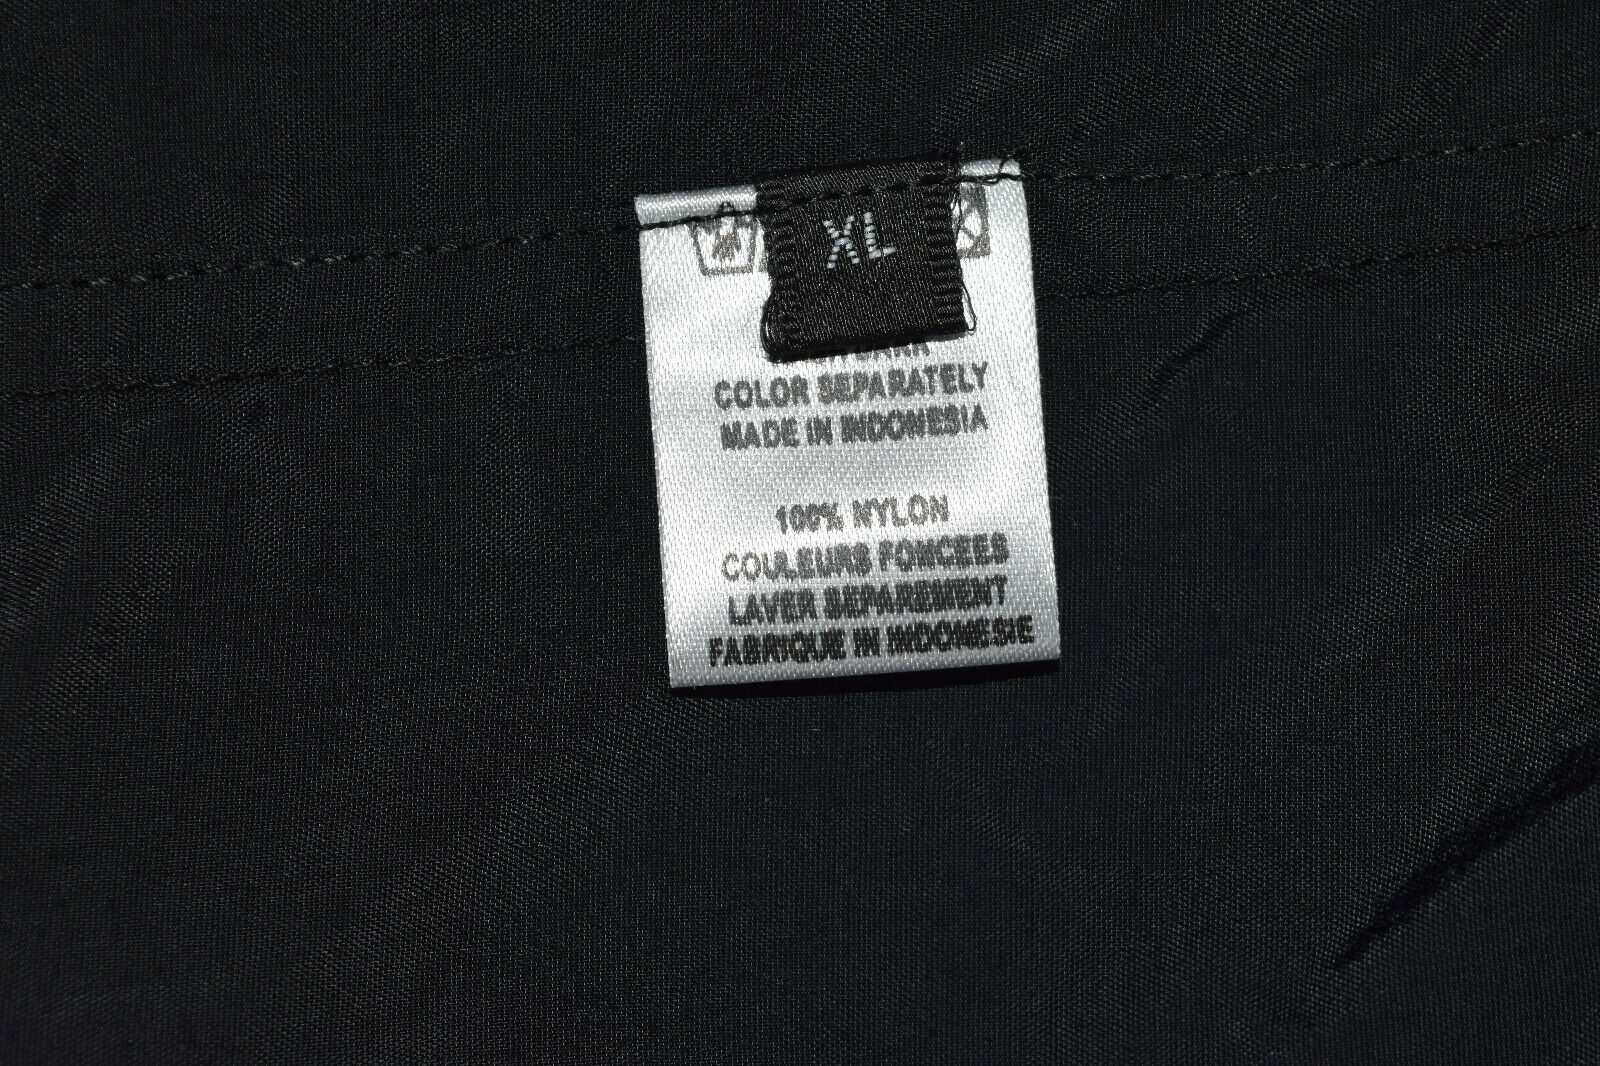 XL
COLOR SEPARATELY
MADE IN INDONESIA
100% NYLON
COULEURS FONCEES
LAVER SEPAREMENT
FABRIQUE IN INDONESIE